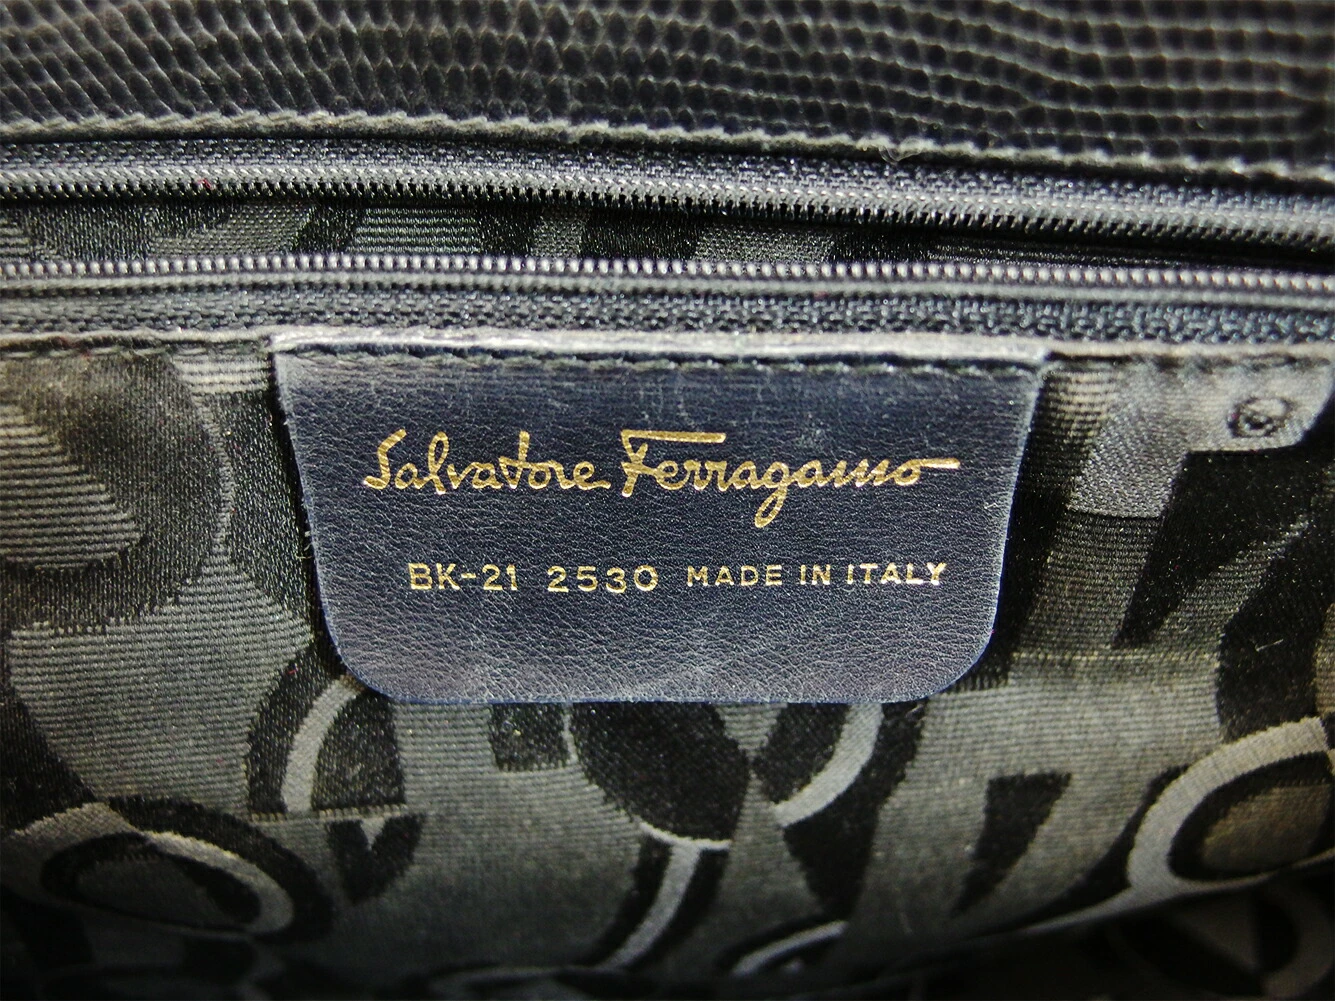 Salvatore Ferragamo
BK-21 2530 MADE IN ITALY